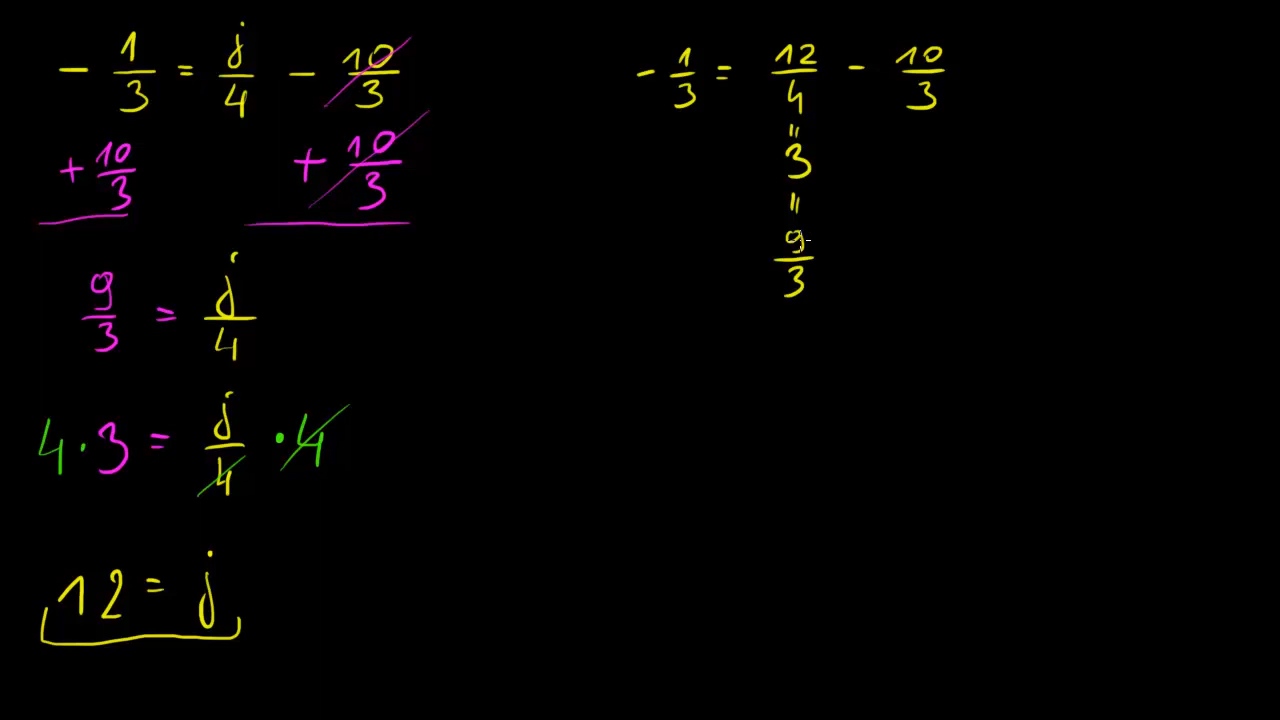 - 1/3 = j/4 - 10/3
+ 10/3 + 10/3
9/3 = j/4
4 · 3 = j/4 · 4
12 = j
- 1/3 = 12/4 - 10/3
=
3
=
9/3